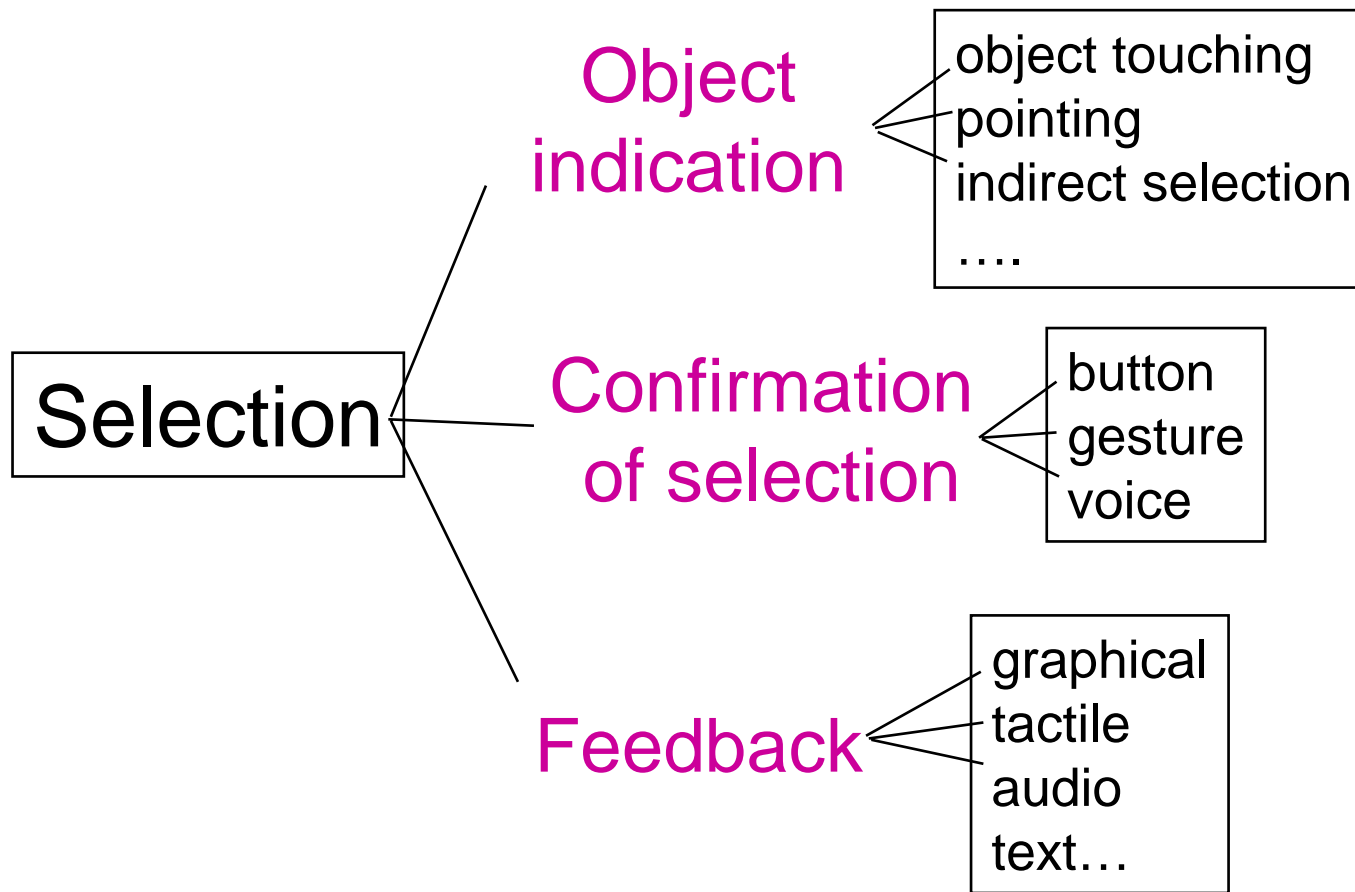 Selection
Object
indication
object touching
pointing
indirect selection
….
Confirmation
of selection
button
gesture
voice
Feedback
graphical
tactile
audio
text…